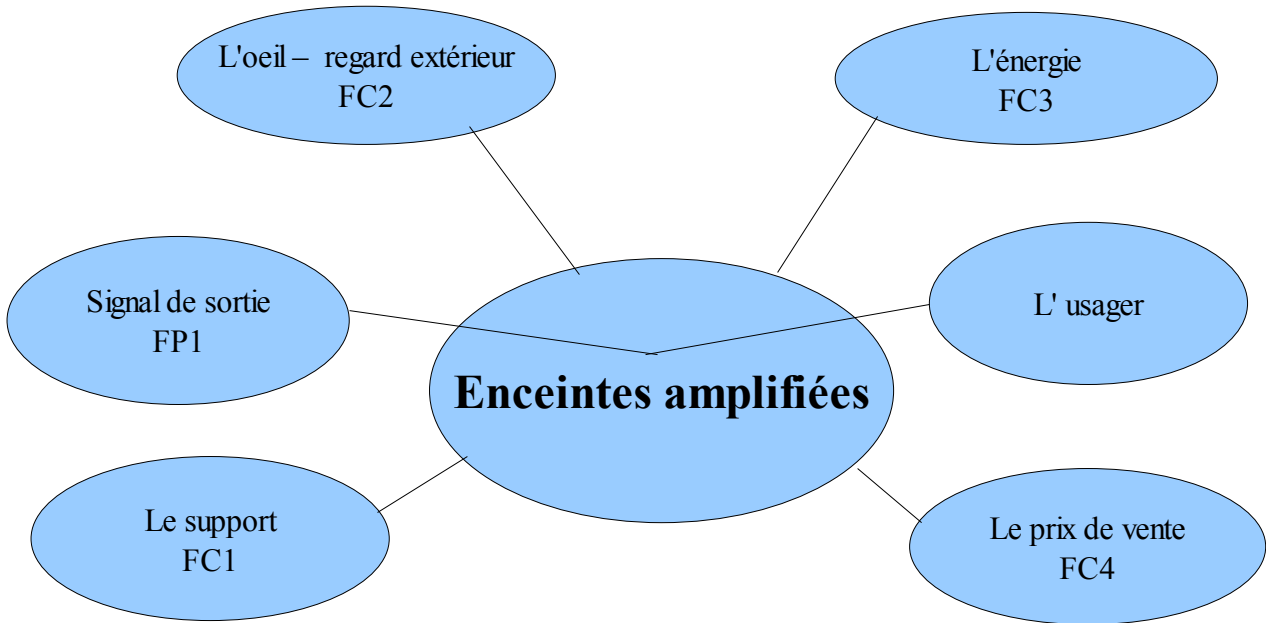 L'oeil – regard extérieur
FC2
L'énergie
FC3
Signal de sortie
FP1
L' usager
Enceintes amplifiées
Le support
FC1
Le prix de vente
FC4